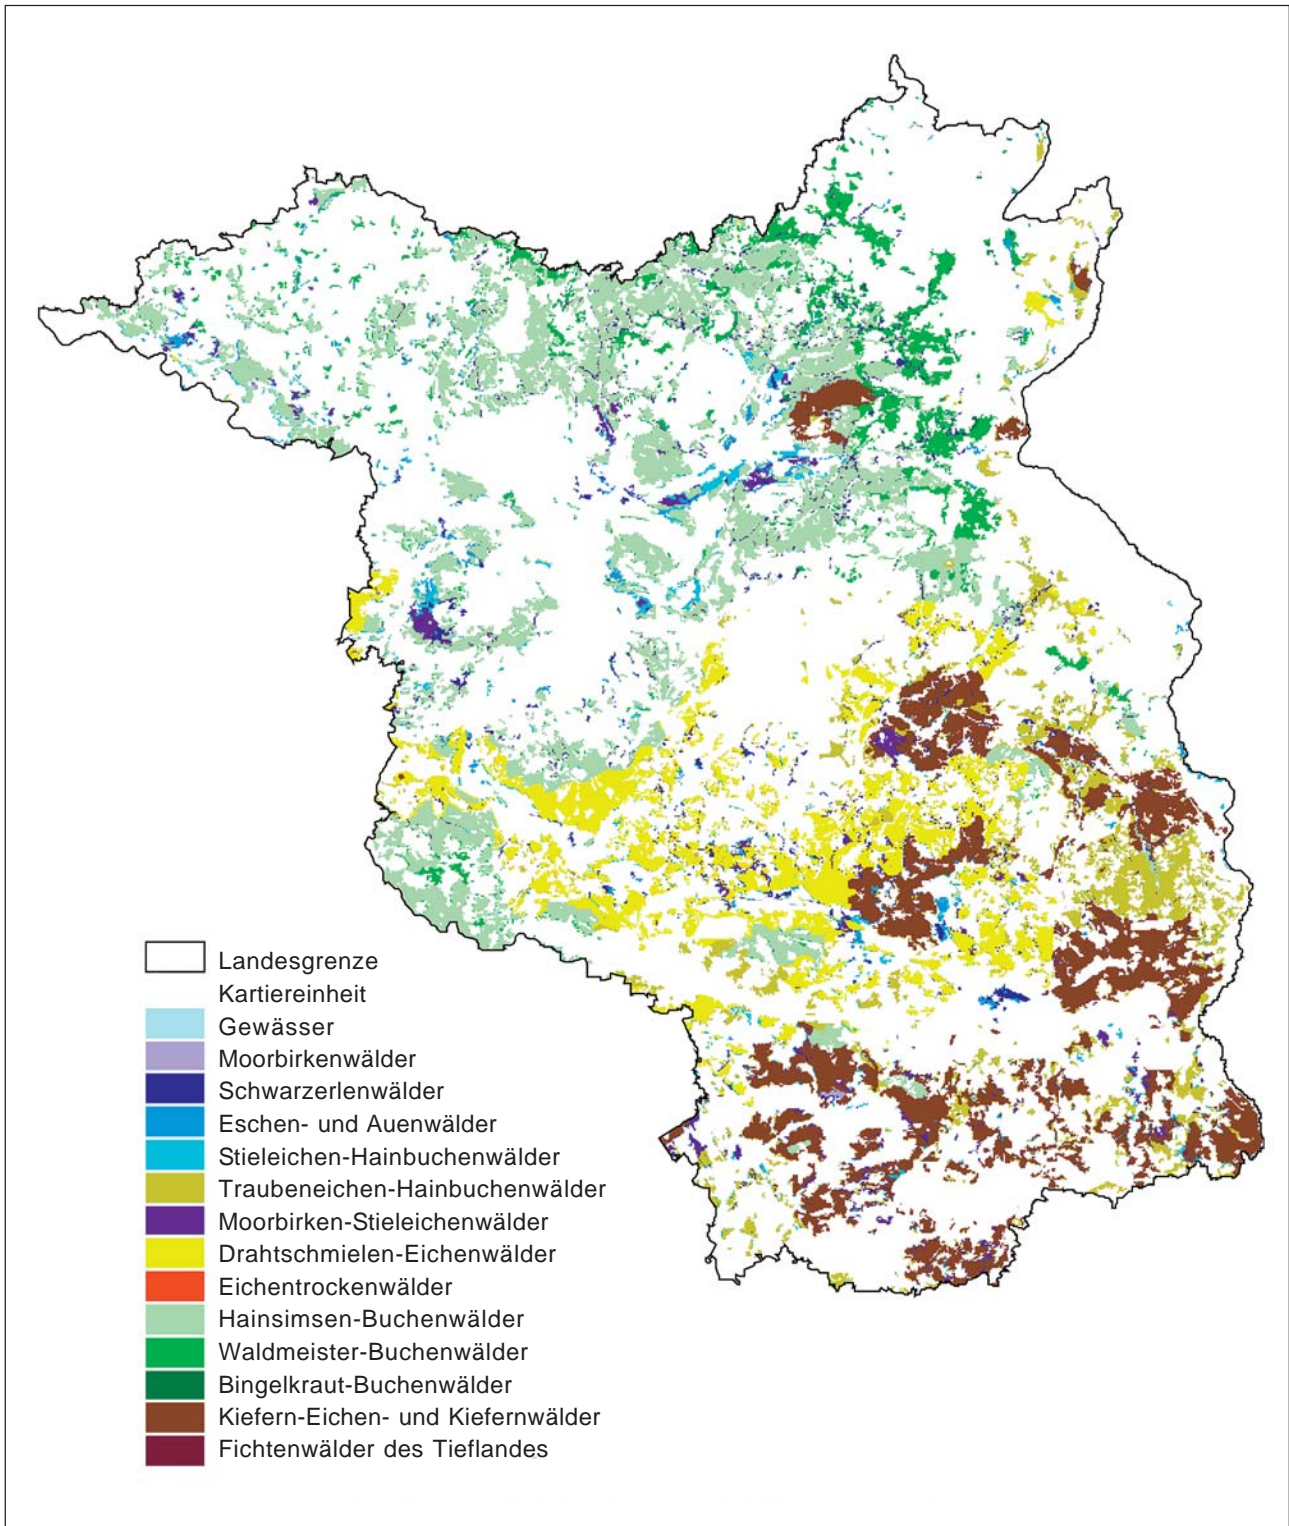 Landesgrenze
Kartiereinheit
Gewässer
Moorbirkenwälder
Schwarzerlenwälder
Eschen- und Auenwälder
Stieleichen-Hainbuchenwälder
Traubeneichen-Hainbuchenwälder
Moorbirken-Stieleichenwälder
Drahtschmielen-Eichenwälder
Eichentrockenwälder
Hainsimsen-Buchenwälder
Waldmeister-Buchenwälder
Bingelkraut-Buchenwälder
Kiefern-Eichen- und Kiefernwälder
Fichtenwälder des Tieflandes